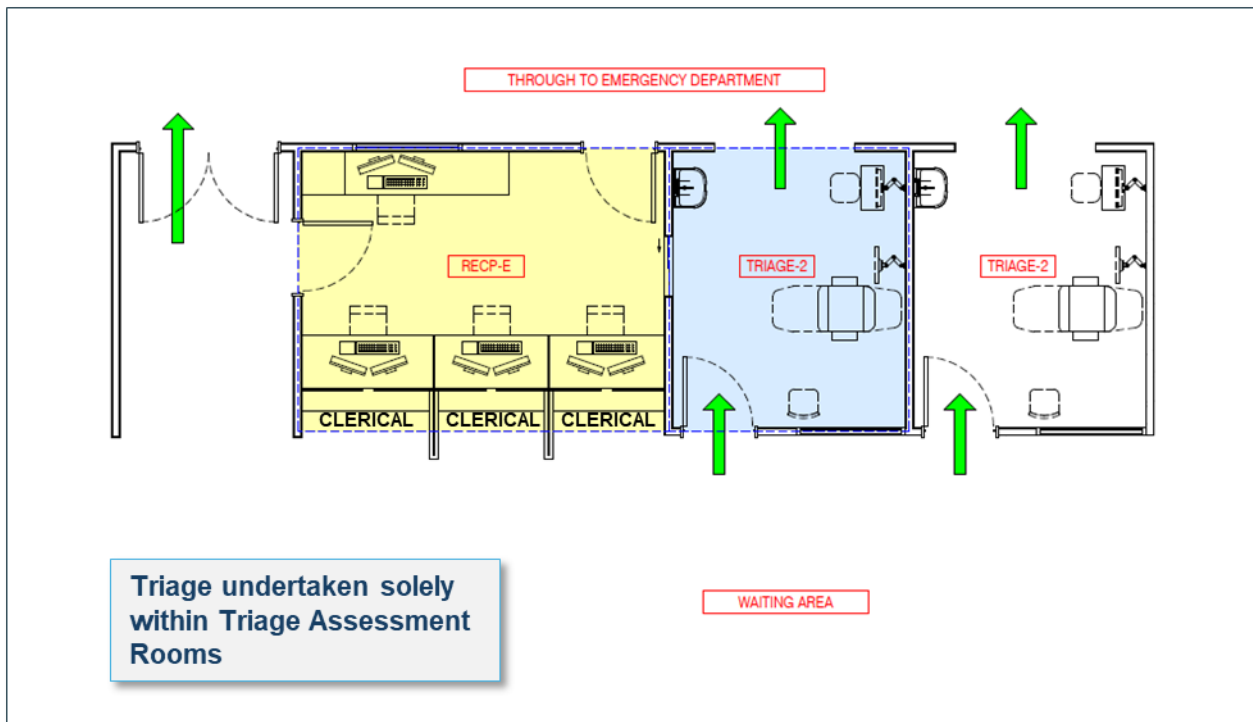 THROUGH TO EMERGENCY DEPARTMENT
RECP-E
TRIAGE-2
TRIAGE-2
CLERICAL
CLERICAL
CLERICAL
Triage undertaken solely
within Triage Assessment
Rooms
WAITING AREA